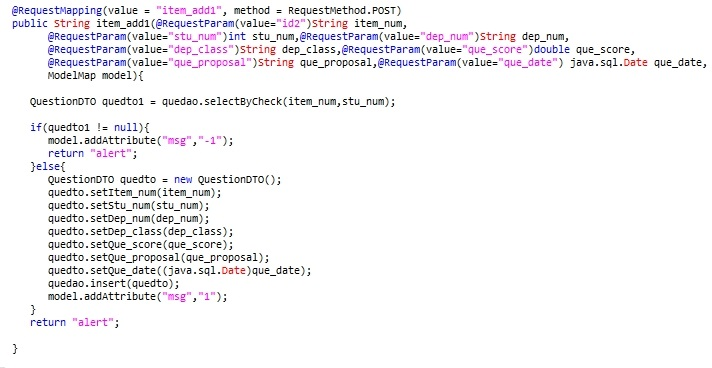 @RequestMapping(value = "item_add1", method = RequestMethod.POST)
public String item_add1(@RequestParam(value="id2")String item_num,
@RequestParam(value="stu_num")int stu_num,@RequestParam(value="dep_num")String dep_num,
@RequestParam(value="dep_class")String dep_class,@RequestParam(value="que_score")double que_score,
@RequestParam(value="que_proposal")String que_proposal,@RequestParam(value="que_date") java.sql.Date que_date,
ModelMap model){
QuestionDTO quedto1 = quedao.selectByCheck(item_num,stu_num);
if(quedto1 != null){
model.addAttribute("msg","-1");
return "alert";
}else{
QuestionDTO quedto = new QuestionDTO();
quedto.setItem_num(item_num);
quedto.setStu_num(stu_num);
quedto.setDep_num(dep_num);
quedto.setDep_class(dep_class);
quedto.setQue_score(que_score);
quedto.setQue_proposal(que_proposal);
quedto.setQue_date((java.sql.Date)que_date);
quedao.insert(quedto);
model.addAttribute("msg","1");
}
return "alert";
}